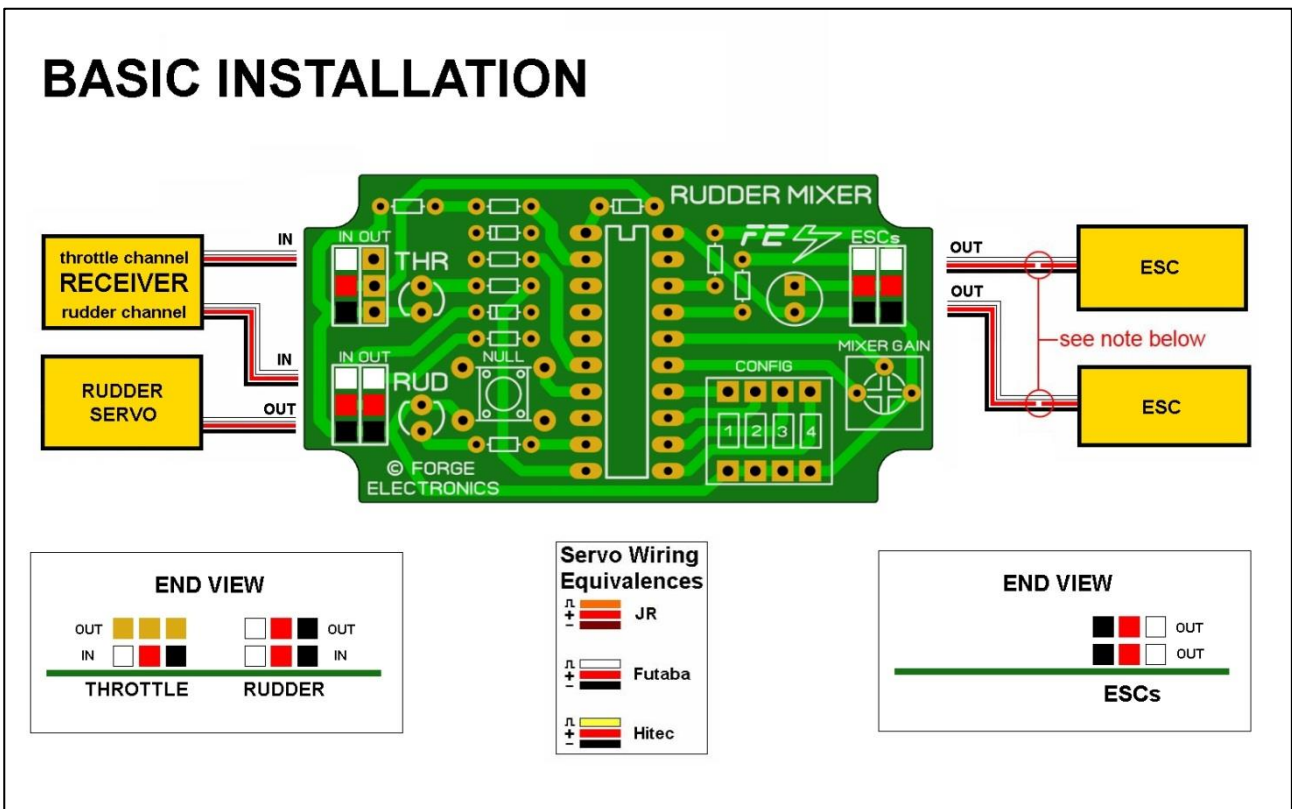 BASIC INSTALLATION
throttle channel
RECEIVER
rudder channel
RUDDER
SERVO
IN
IN
OUT
RUDDER MIXER
FE
ESCs
IN OUT
THR
IN OUT
RUD
NULL
CONFIG
1 2 3 4
MIXER GAIN
© FORGE
ELECTRONICS
OUT
OUT
ESC
see note below
ESC
END VIEW
OUT
IN
OUT
IN
THROTTLE
RUDDER
Servo Wiring
Equivalences
+
−
JR
+
−
Futaba
+
−
Hitec
END VIEW
OUT
OUT
ESCs